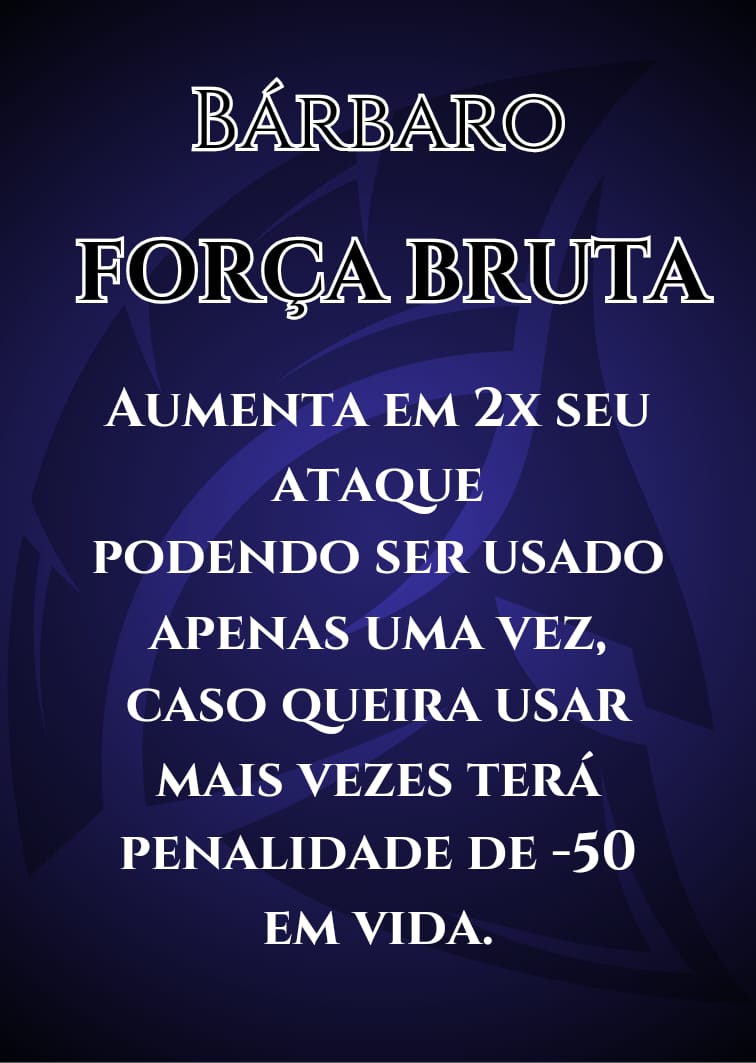 Bárbaro
FORÇA BRUTA
Aumenta em 2x seu
ataque
podendo ser usado
apenas uma vez,
caso queira usar
mais vezes terá
penalidade de -50
em vida.